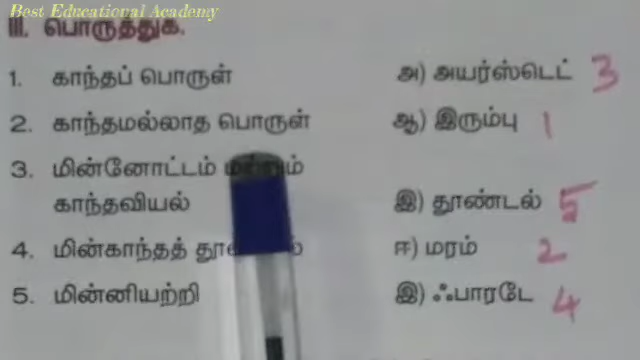 Best Educational Academy
III. பொருத்துக.
1. காந்தப் பொருள் அ) அயர்ஸ்டெட் 3
2. காந்தமல்லாத பொருள் ஆ) இரும்பு 1
3. மின்னோட்டம் மற்றும்
காந்தவியல் இ) தூண்டல் 5
4. மின்காந்தத் ஈ) மரம் 2
5. மின்னியற்றி இ) ஃபாரடே 4